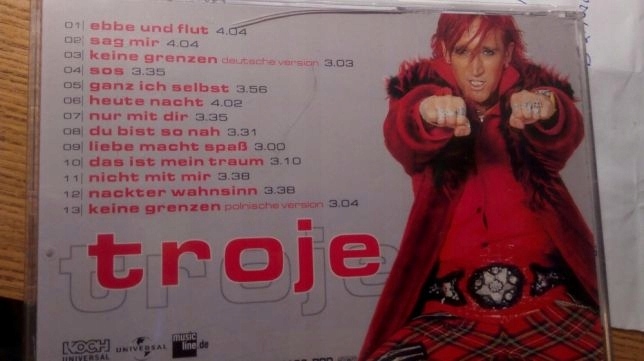 01 ebbe und flut 4.04
02 sag mir 4.04
03 keine grenzen deutsche version 3.03
04 sos 3.35
05 ganz ich selbst 3.56
06 heute nacht 4.02
07 nur mit dir 3.35
08 du bist so nah 3.31
09 liebe macht spaß 3.00
10 das ist mein traum 3.10
11 nicht mit mir 3.38
12 nackter wahnsinn 3.38
13 keine grenzen polnische version 3.04
troje
troje
KOCH UNIVERSAL music
UNIVERSAL line.de